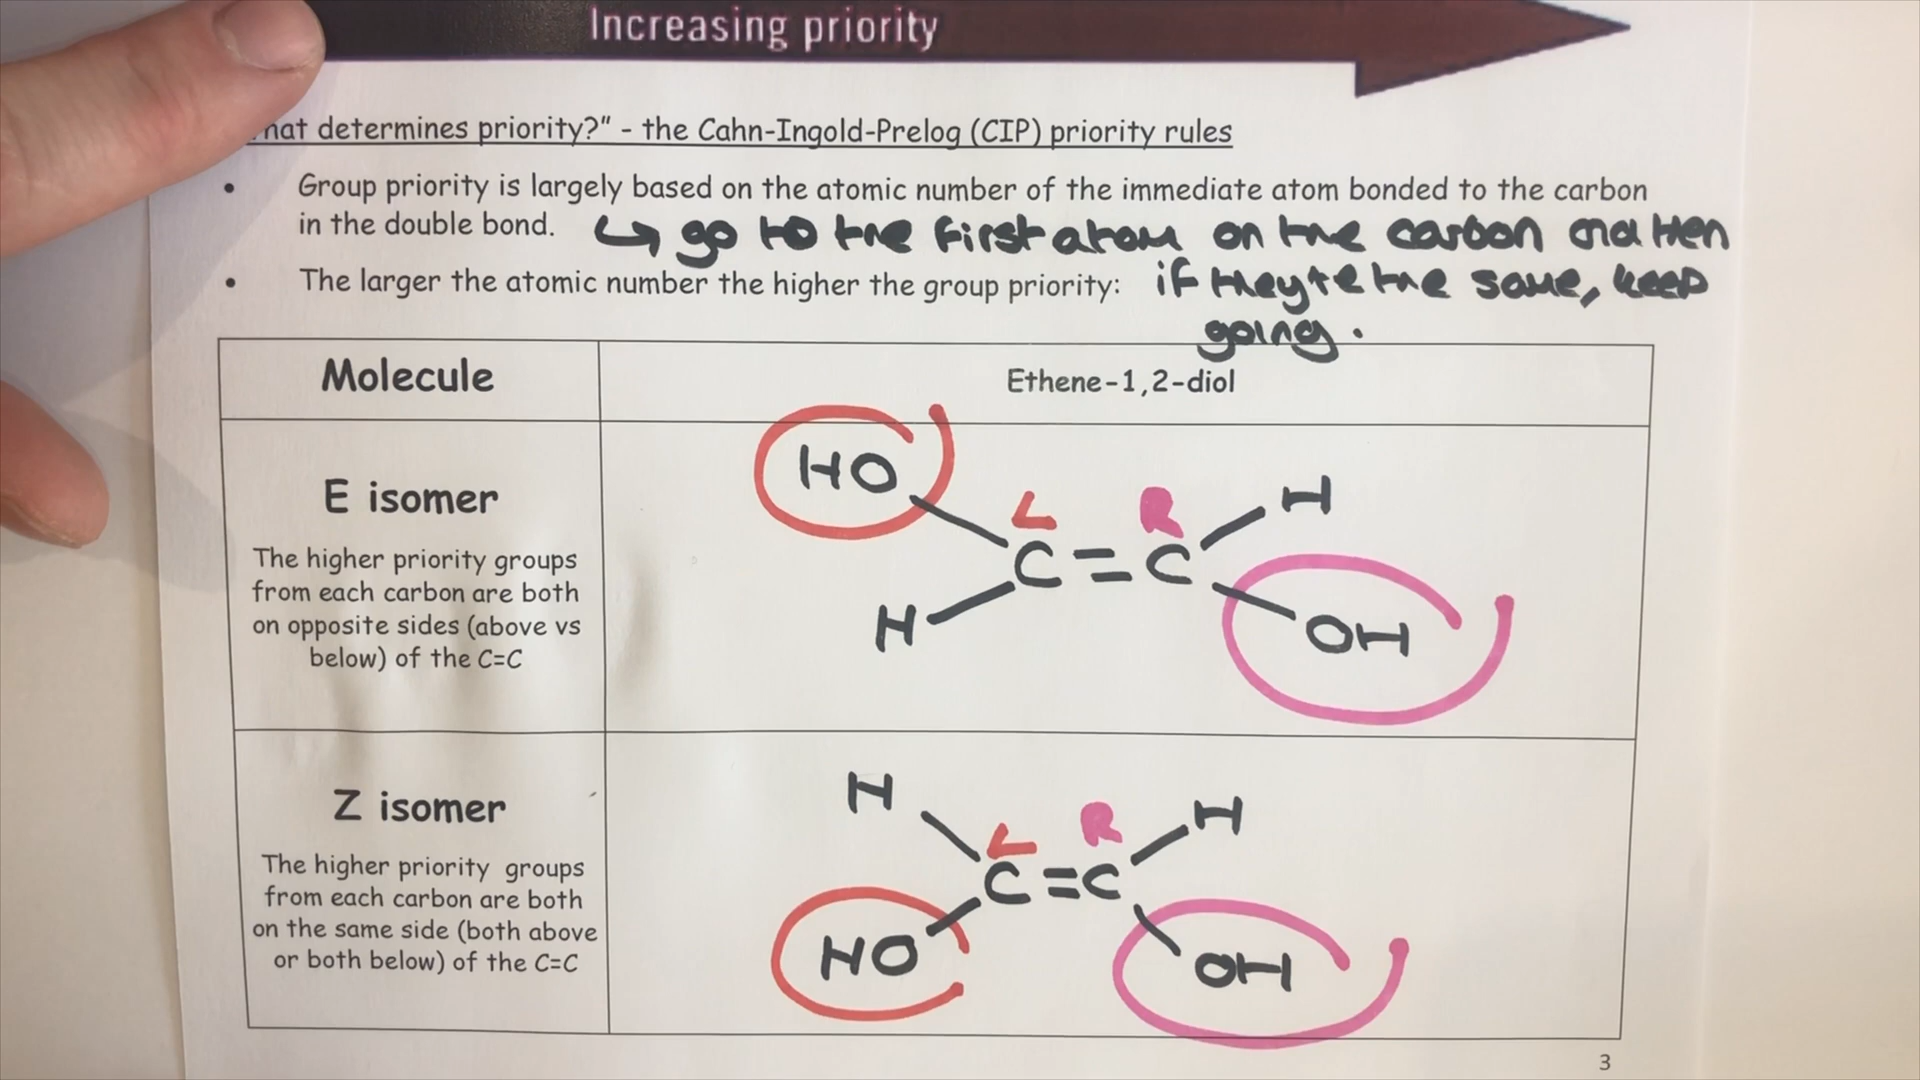 Increasing priority
hat determines priority?" - the Cahn-Ingold-Prelog (CIP) priority rules
• Group priority is largely based on the atomic number of the immediate atom bonded to the carbon
in the double bond. ↳ go to the first atom on the carbon and then
• The larger the atomic number the higher the group priority: if they're the same, keep
going.
Molecule
Ethene-1,2-diol
E isomer
The higher priority groups
from each carbon are both
on opposite sides (above vs
below) of the C=C
HO
L
R
H
C=C
H
OH
Z isomer
The higher priority groups
from each carbon are both
on the same side (both above
or both below) of the C=C
H
L
R
H
C=C
HO
OH
3